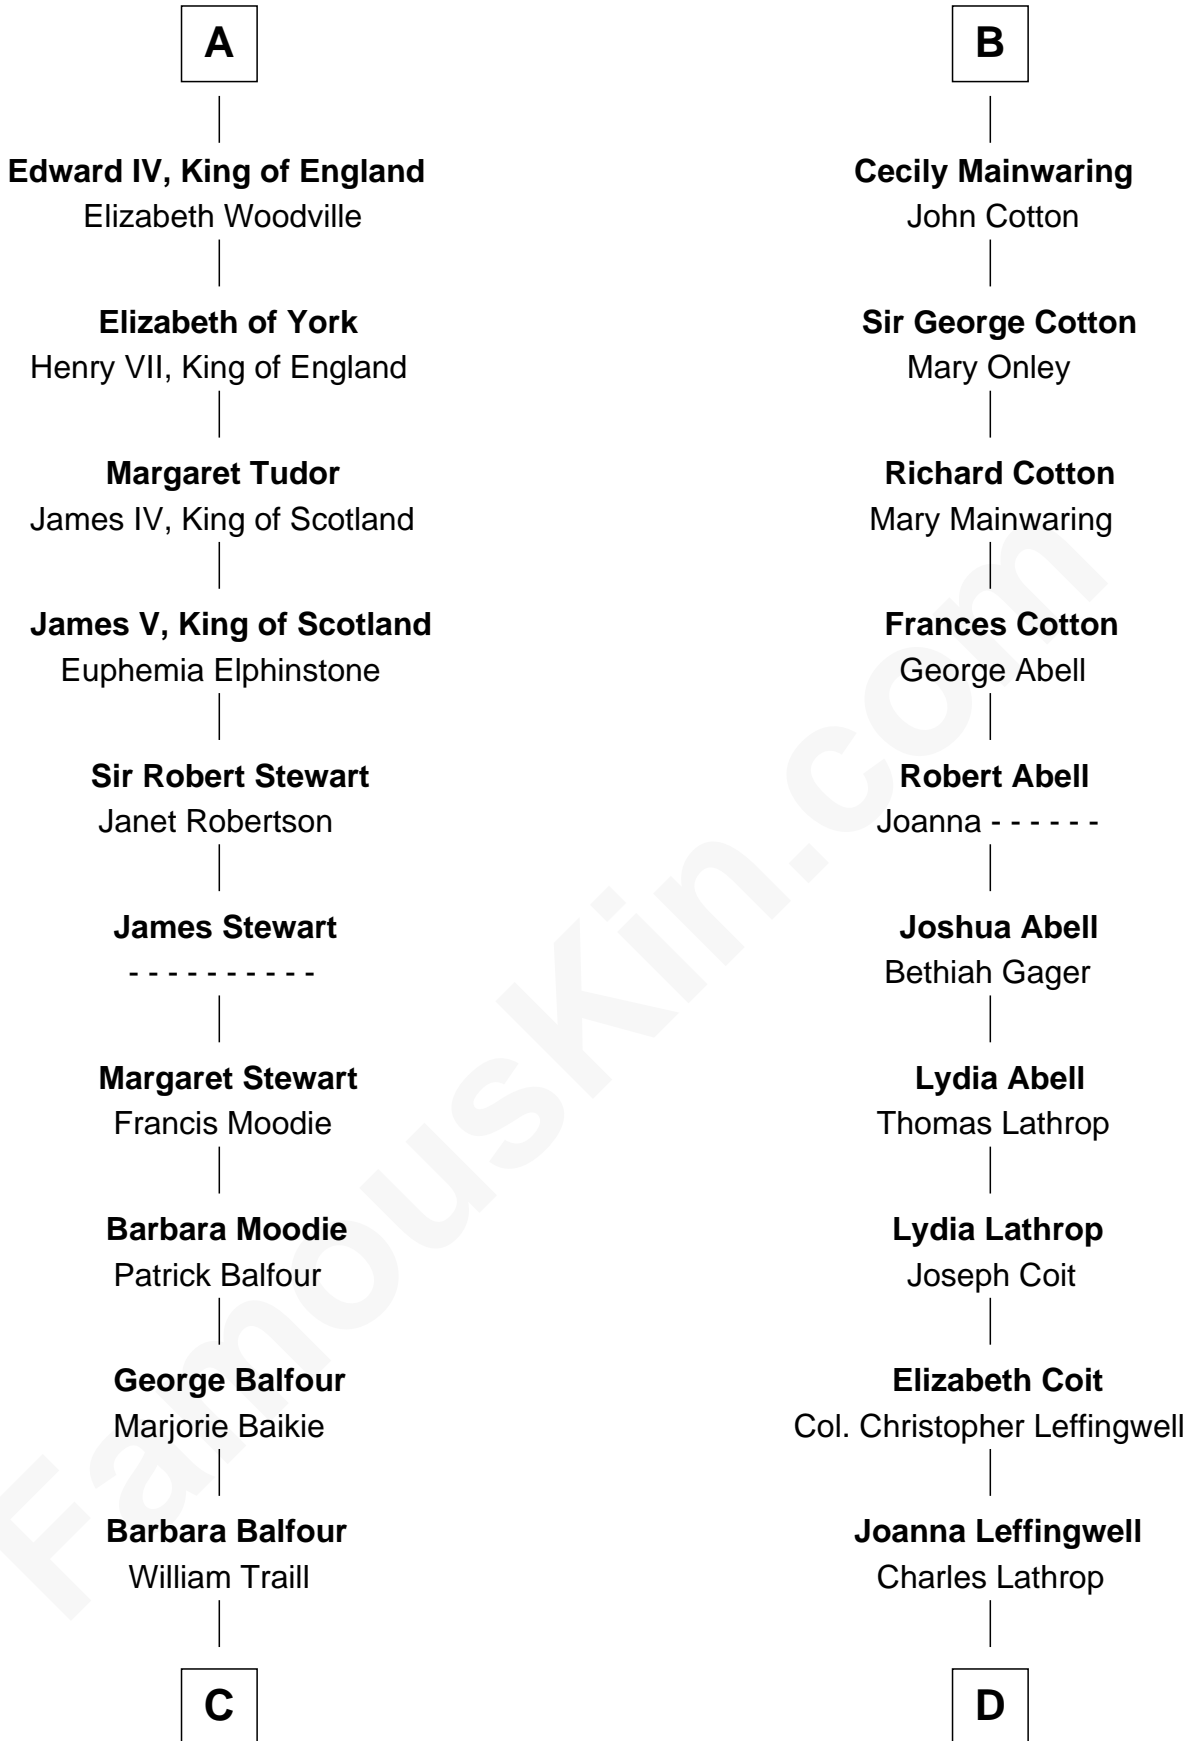 A
Edward IV, King of England
Elizabeth Woodville
Elizabeth of York
Henry VII, King of England
Margaret Tudor
James IV, King of Scotland
James V, King of Scotland
Euphemia Elphinstone
Sir Robert Stewart
Janet Robertson
James Stewart
- - - - - - - - - -
Margaret Stewart
Francis Moodie
Barbara Moodie
Patrick Balfour
George Balfour
Marjorie Baikie
Barbara Balfour
William Traill
C
B
Cecily Mainwaring
John Cotton
Sir George Cotton
Mary Onley
Richard Cotton
Mary Mainwaring
Frances Cotton
George Abell
Robert Abell
Joanna - - - - - -
Joshua Abell
Bethiah Gager
Lydia Abell
Thomas Lathrop
Lydia Lathrop
Joseph Coit
Elizabeth Coit
Col. Christopher Leffingwell
Joanna Leffingwell
Charles Lathrop
D
FamousKin.com